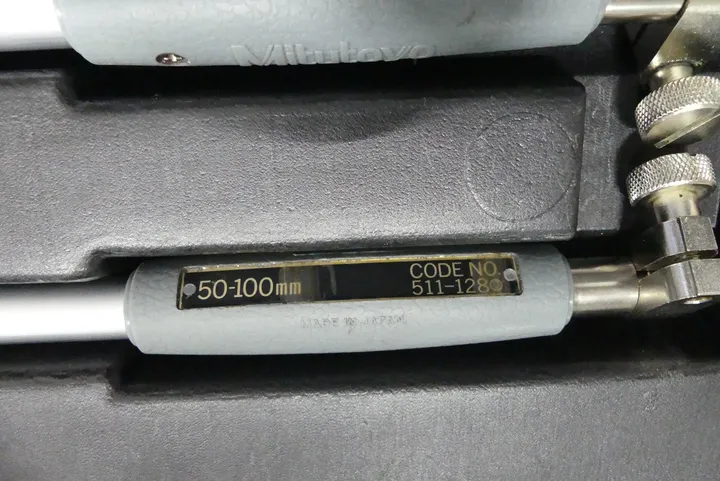 Mitutoyo
50-100mm
CODE NO.
511-128
MADE IN JAPAN